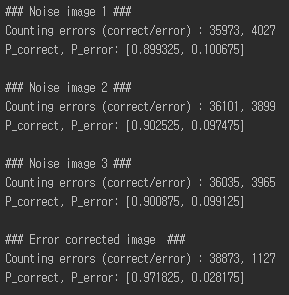 ### Noise image 1 ###
Counting errors (correct/error) : 35973, 4027
P_correct, P_error: [0.899325, 0.100675]
### Noise image 2 ###
Counting errors (correct/error) : 36101, 3899
P_correct, P_error: [0.902525, 0.097475]
### Noise image 3 ###
Counting errors (correct/error) : 36035, 3965
P_correct, P_error: [0.900875, 0.099125]
### Error corrected image  ###
Counting errors (correct/error) : 38873, 1127
P_correct, P_error: [0.971825, 0.028175]